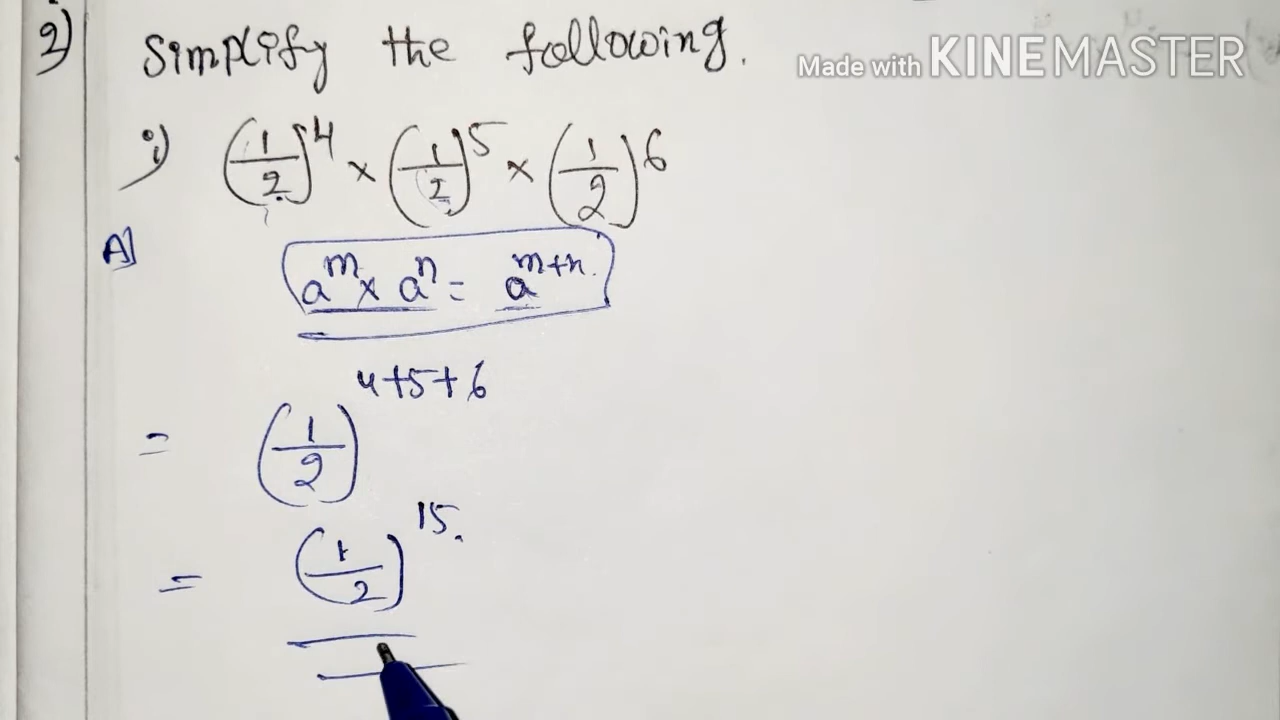 2) Simplify the following.
Made with KINEMASTER
i) (1/2)^4 × (1/2)^5 × (1/2)^6
A]
a^m × a^n = a^{m+n}.
= (1/2)^{4+5+6}
= (1/2)^{15}.